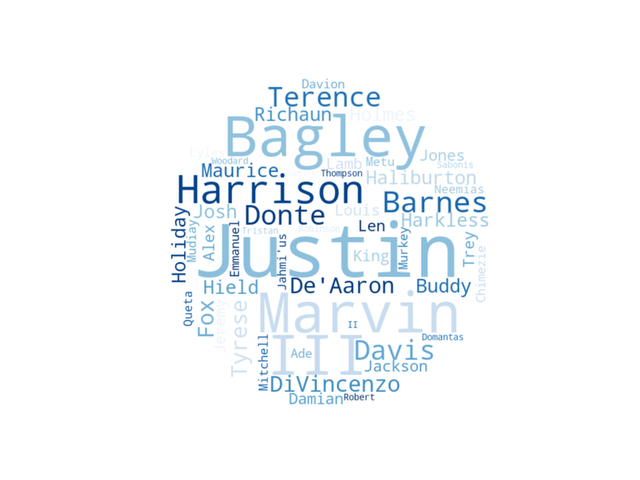 Davion
Terence
Richaun Holmes
Bagley
Lyles
Woodard
Lamb Metu Jones
Sabonis
Maurice Thompson Haliburton
Harrison Neemias
Barnes
Josh Donte Louis Harkless
Holiday
Mudiay
Alex
Emmanuel
Tristan
Robinson
Len
Justin
Jahmi'us
King
Murkey
Trey
Chimezie
Hield De'Aaron Buddy
Queta
Fox
Jeremy
Tyrese
Marvin
II
Domantas
III
Mitchell
Ade Davis
Jackson
DiVincenzo
Damian Robert